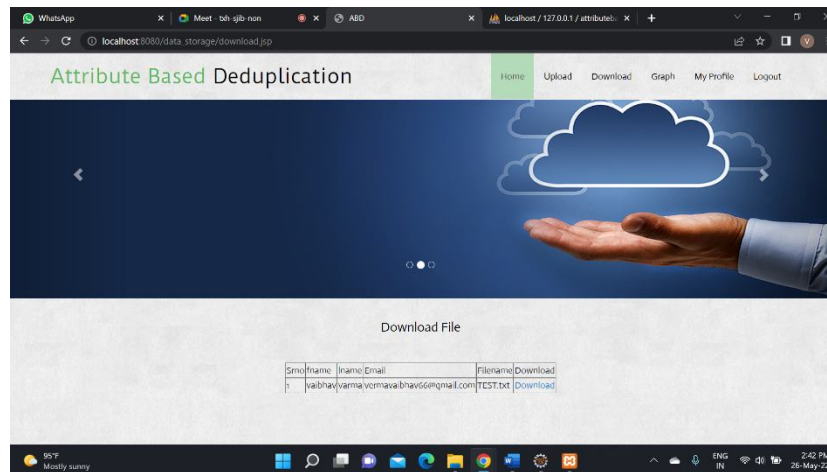 WhatsApp
Meet - txh-sjib-non
ABD
localhost / 127.0.0.1 / attributeba
localhost:8080/data_storage/download.jsp
Attribute Based Deduplication
Home Upload Download Graph My Profile Logout
Download File
Srno fname lname Email Filename Download
1 vaibhav varma vermavaibhav66@gmail.com TEST.txt Download
95°F
Mostly sunny
ENG
IN
2:42 PM
26-May-22